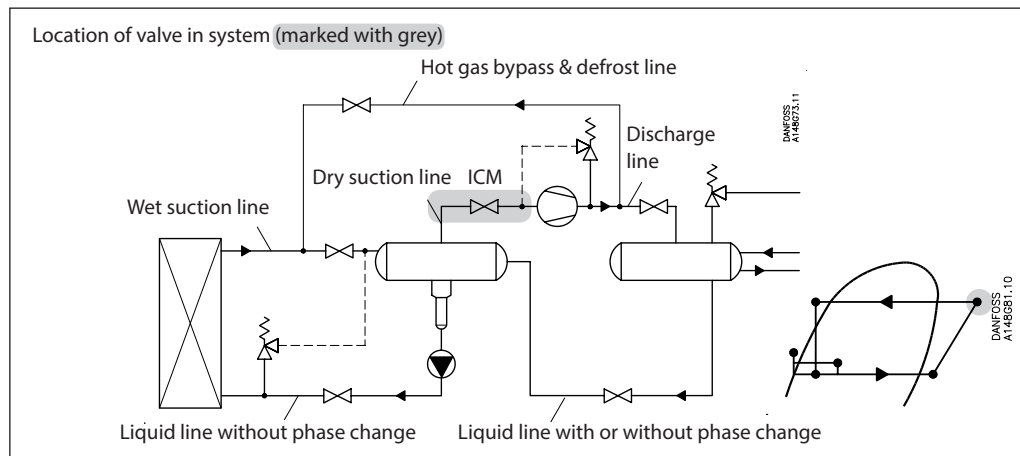 Location of valve in system (marked with grey)
Hot gas bypass & defrost line
DANFOSS
A148G73.11
Discharge
line
Dry suction line ICM
Wet suction line
DANFOSS
A148G81.10
Liquid line without phase change
Liquid line with or without phase change